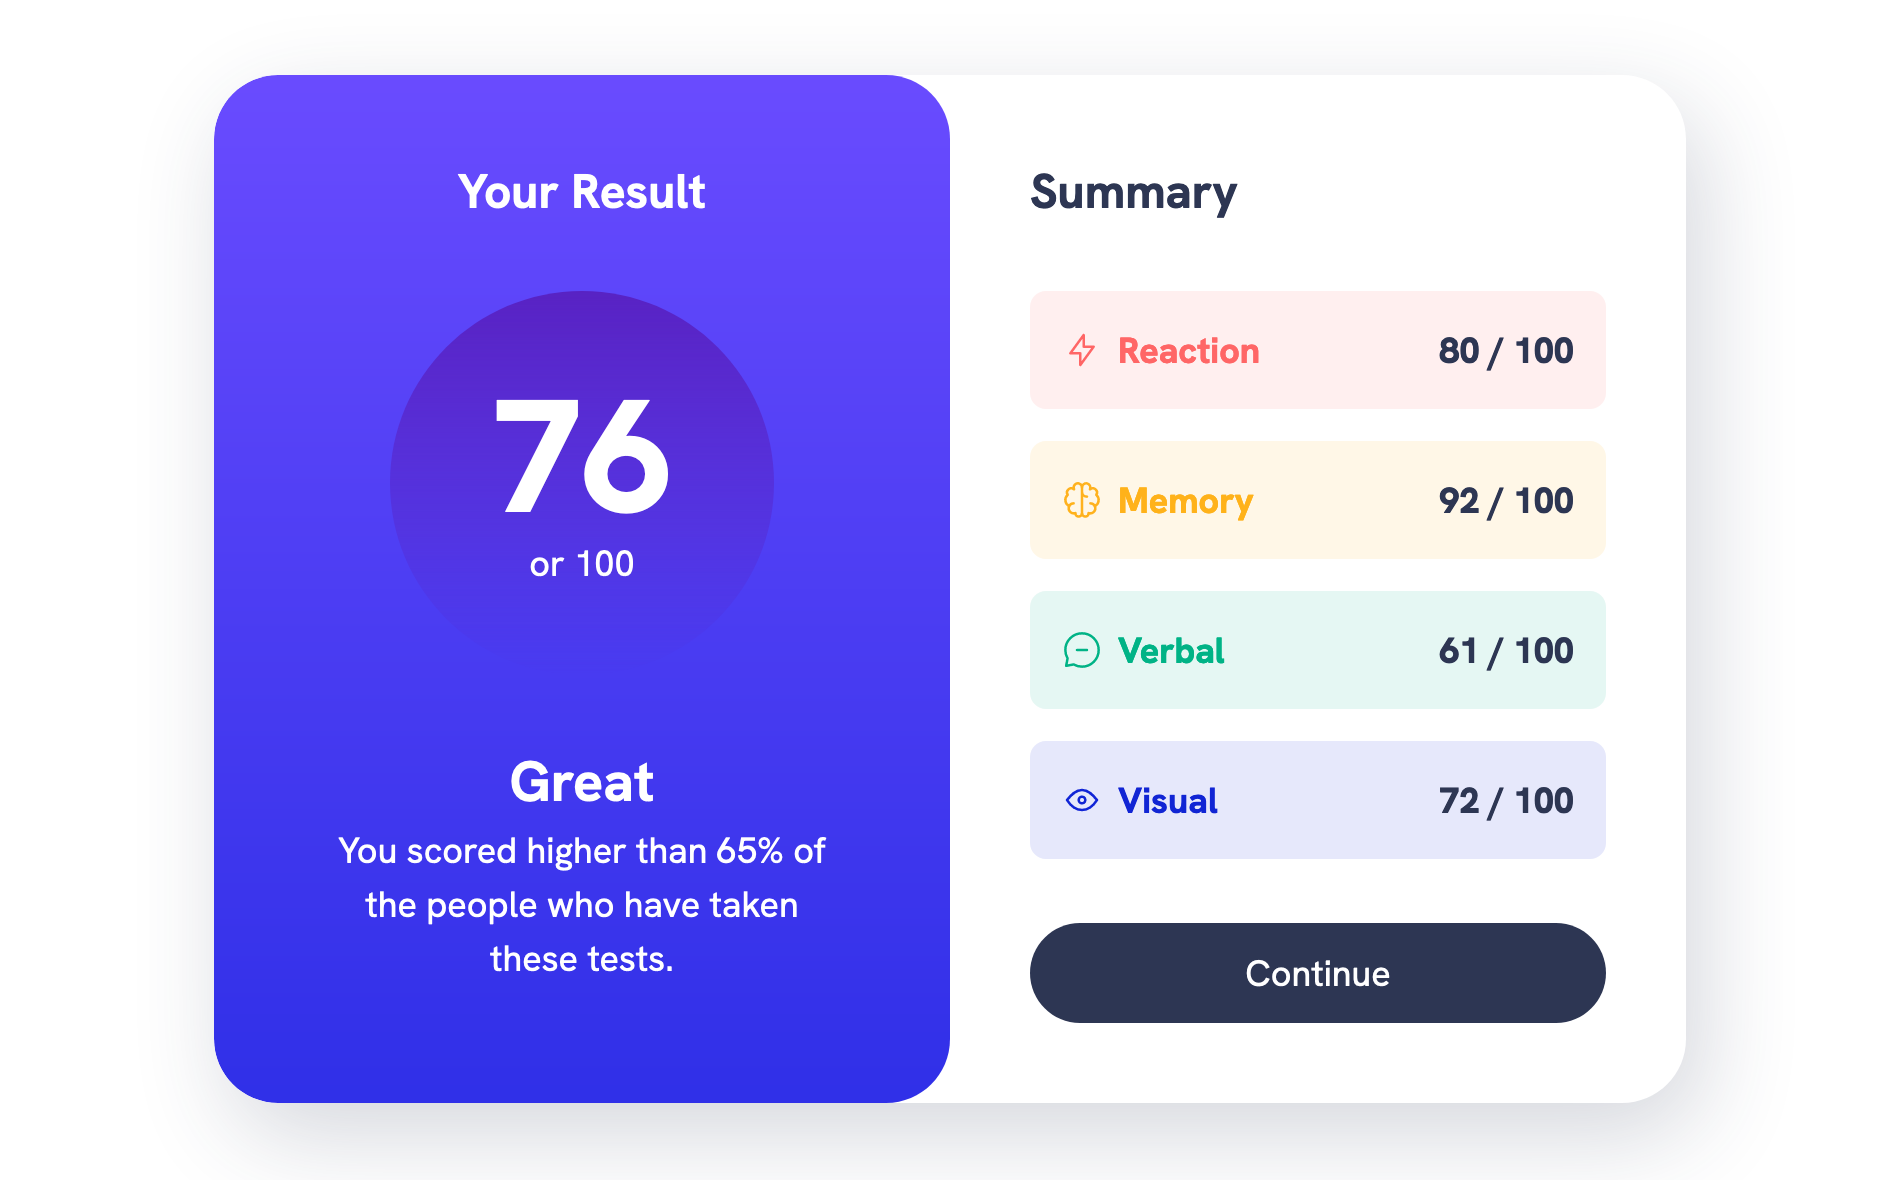 Your Result
76
or 100
Great
You scored higher than 65% of
the people who have taken
these tests.
Summary
Reaction 80 / 100
Memory 92 / 100
Verbal 61 / 100
Visual 72 / 100
Continue